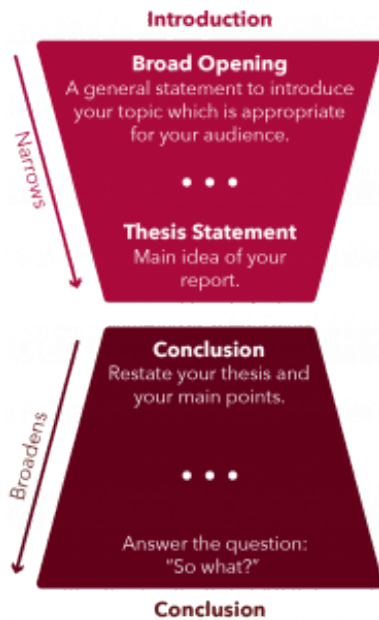 Introduction
Broad Opening
A general statement to introduce
your topic which is appropriate
for your audience.
• • •
Narrows
Thesis Statement
Main idea of your
report.
Conclusion
Restate your thesis and
your main points.
• • •
Broadens
Answer the question:
"So what?"
Conclusion